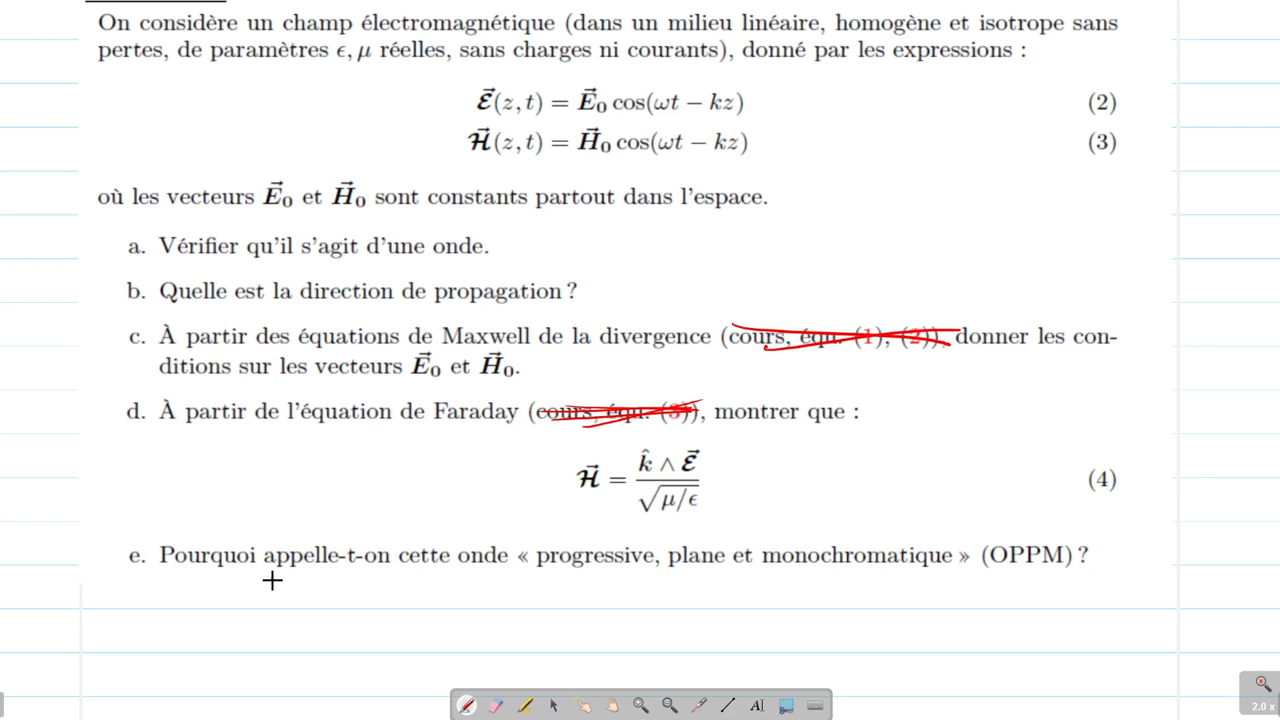 On considère un champ électromagnétique (dans un milieu linéaire, homogène et isotrope sans
pertes, de paramètres ϵ, μ réelles, sans charges ni courants), donné par les expressions :
𝓔⃗(z, t) = E⃗₀ cos(ωt − kz) (2)
𝓗⃗(z, t) = H⃗₀ cos(ωt − kz) (3)
où les vecteurs E⃗₀ et H⃗₀ sont constants partout dans l'espace.
a. Vérifier qu'il s'agit d'une onde.
b. Quelle est la direction de propagation ?
c. À partir des équations de Maxwell de la divergence (cours, équ. (1), (2)), donner les con-
ditions sur les vecteurs E⃗₀ et H⃗₀.
d. À partir de l'équation de Faraday (cours, équ. (3)), montrer que :
𝓗⃗ = (k̂ ∧ 𝓔⃗) / √(μ/ϵ) (4)
e. Pourquoi appelle-t-on cette onde « progressive, plane et monochromatique » (OPPM) ?
AI
2.0 x